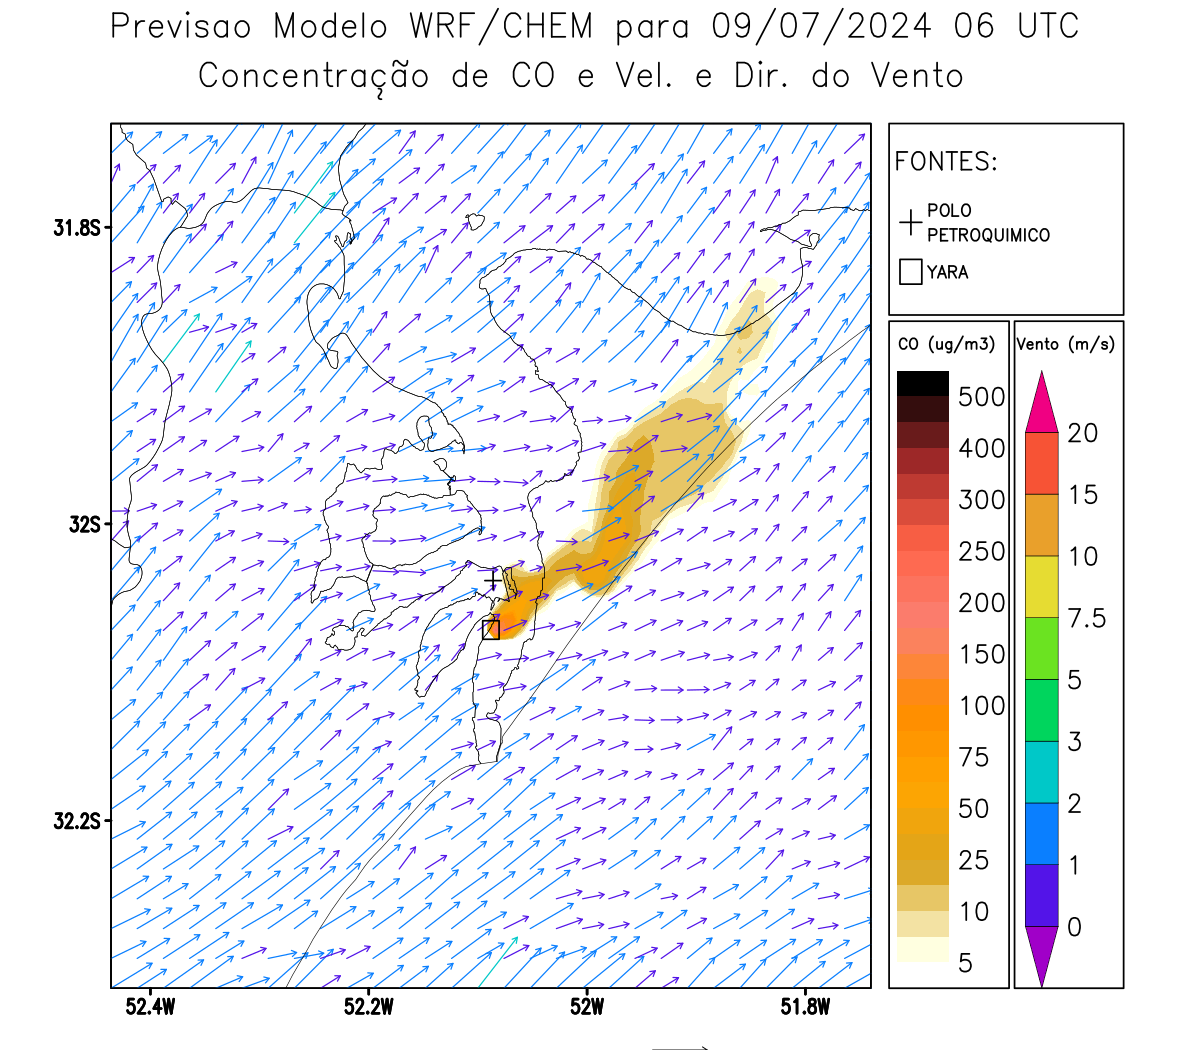 Previsao Modelo WRF/CHEM para 09/07/2024 06 UTC
Concentração de CO e Vel. e Dir. do Vento
FONTES:
POLO
PETROQUIMICO
YARA
CO (ug/m3)
500
400
300
250
200
150
100
75
50
25
10
5
Vento (m/s)
20
15
10
7.5
5
3
2
1
0
31.8S
32S
32.2S
52.4W
52.2W
52W
51.8W